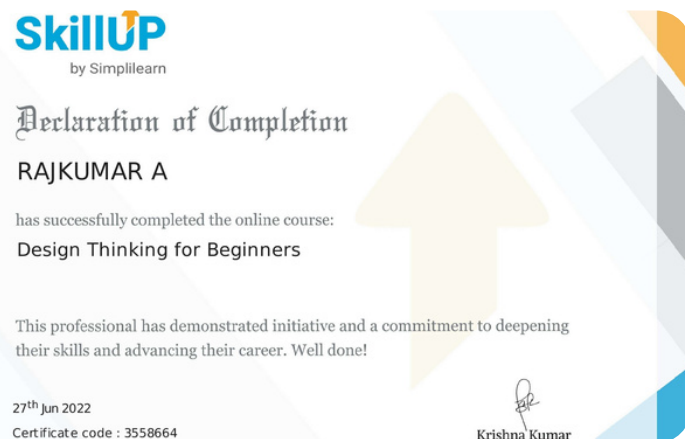 SkillUP
by Simplilearn
Declaration of Completion
RAJKUMAR A
has successfully completed the online course:
Design Thinking for Beginners
This professional has demonstrated initiative and a commitment to deepening
their skills and advancing their career. Well done!
27th Jun 2022
Certificate code : 3558664
Krishna Kumar